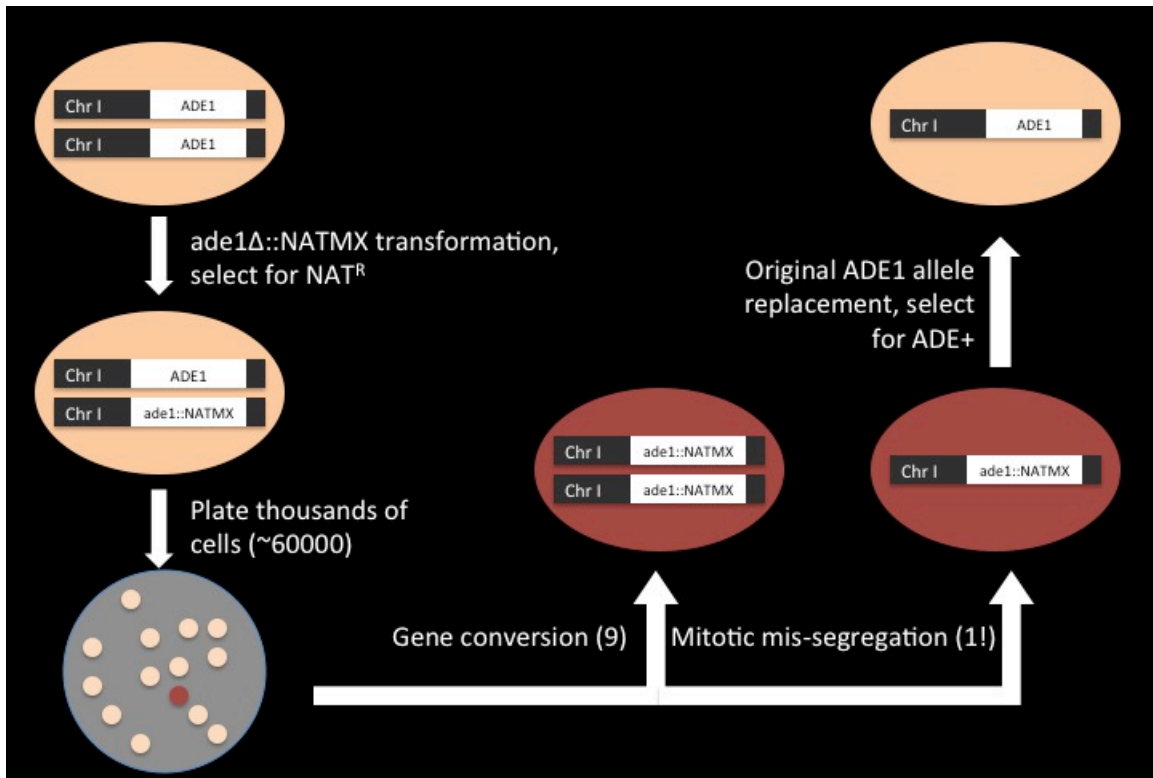 Chr I ADE1
Chr I ADE1
ade1Δ::NATMX transformation,
select for NATᴿ
Chr I ADE1
Chr I ade1::NATMX
Plate thousands of
cells (~60000)
Gene conversion (9)
Mitotic mis-segregation (1!)
Chr I ade1::NATMX
Chr I ade1::NATMX
Chr I ade1::NATMX
Original ADE1 allele
replacement, select
for ADE+
Chr I ADE1